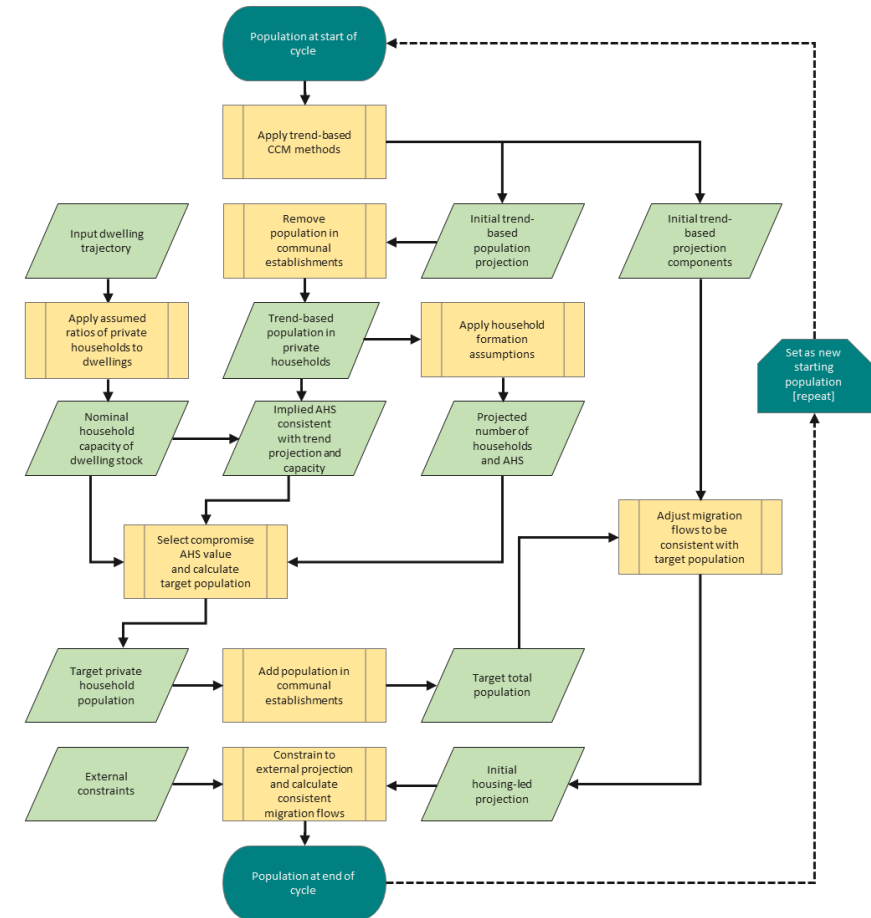 Population at start of
cycle
Apply trend-based
CCM methods
Input dwelling
trajectory
Remove
population in
communal
establishments
Initial trend-
based
population
projection
Initial trend-
based
projection
components
Apply assumed
ratios of private
households to
dwellings
Trend-based
population in
private
households
Apply household
formation
assumptions
Set as new
starting
population
[repeat]
Nominal
household
capacity of
dwelling stock
Implied AHS
consistent
with trend
projection and
capacity
Projected
number of
households
and AHS
Select compromise
AHS value
and calculate
target population
Adjust migration
flows to be
consistent with
target population
Target private
household
population
Add population in
communal
establishments
Target total
population
External
constraints
Constrain to
external projection
and calculate
consistent
migration flows
Initial
housing-led
projection
Population at end of
cycle